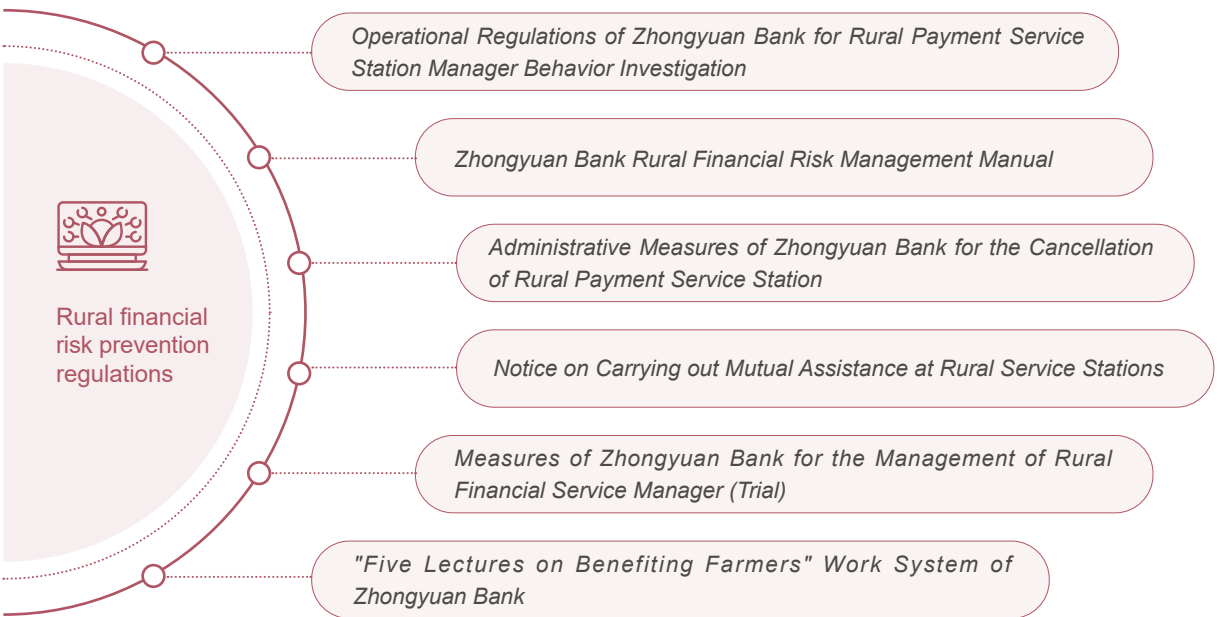 Operational Regulations of Zhongyuan Bank for Rural Payment Service
Station Manager Behavior Investigation
Zhongyuan Bank Rural Financial Risk Management Manual
Administrative Measures of Zhongyuan Bank for the Cancellation
of Rural Payment Service Station
Rural financial
risk prevention
regulations
Notice on Carrying out Mutual Assistance at Rural Service Stations
Measures of Zhongyuan Bank for the Management of Rural
Financial Service Manager (Trial)
"Five Lectures on Benefiting Farmers" Work System of
Zhongyuan Bank